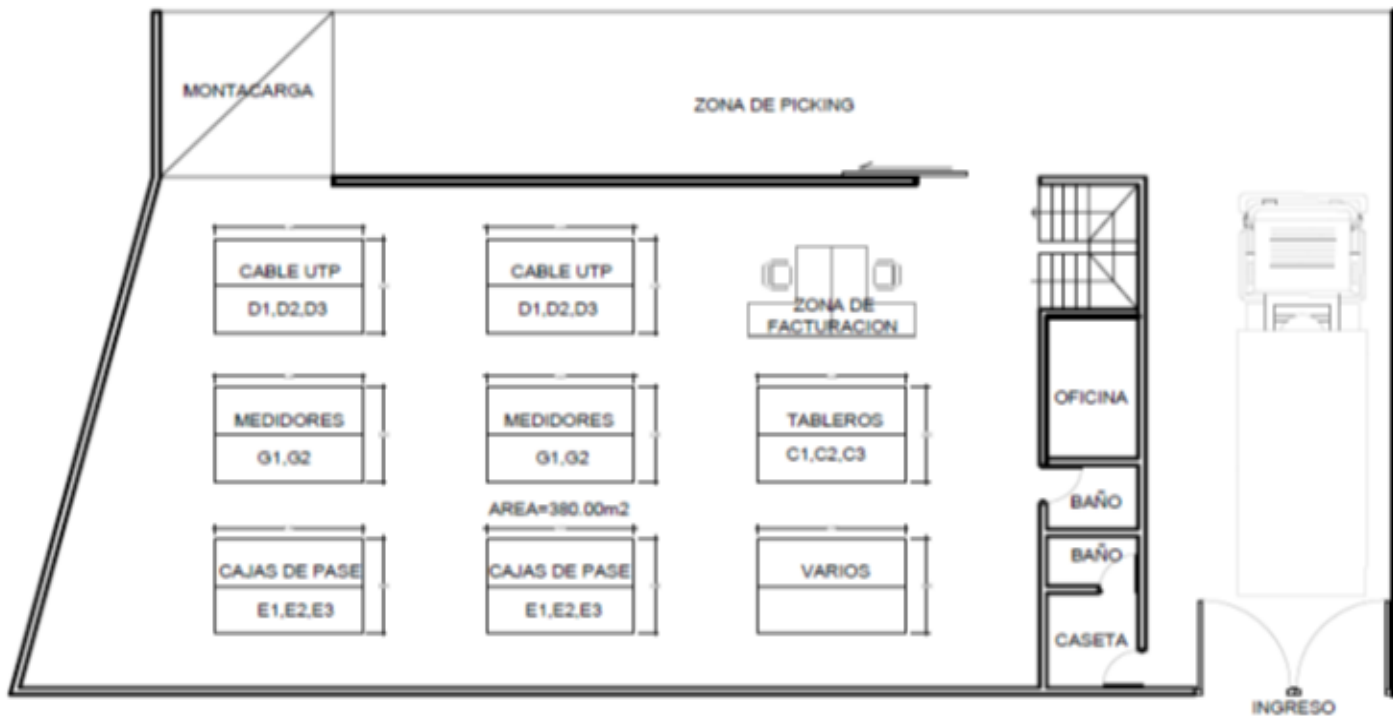 MONTACARGA
ZONA DE PICKING
CABLE UTP
D1,D2,D3
CABLE UTP
D1,D2,D3
ZONA DE
FACTURACION
MEDIDORES
G1,G2
MEDIDORES
G1,G2
TABLEROS
C1,C2,C3
OFICINA
AREA=380.00m2
BAÑO
BAÑO
CAJAS DE PASE
E1,E2,E3
CAJAS DE PASE
E1,E2,E3
VARIOS
CASETA
INGRESO